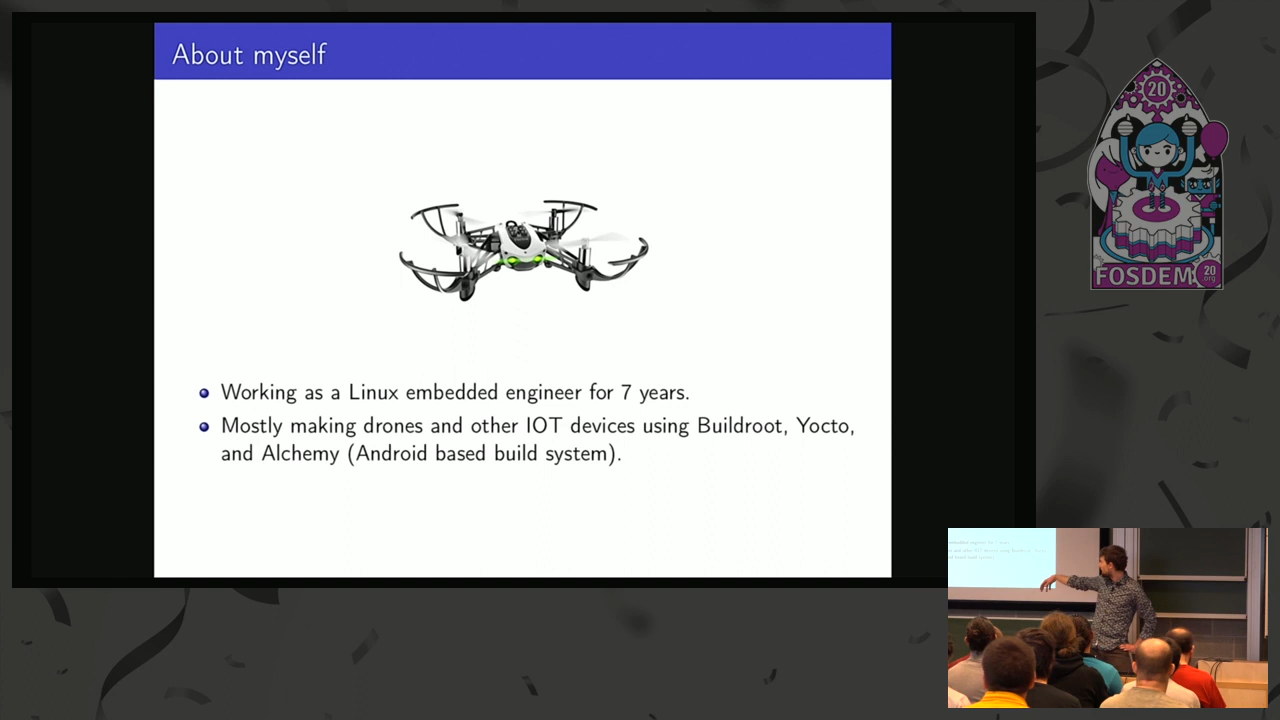 About myself
Working as a Linux embedded engineer for 7 years.
Mostly making drones and other IOT devices using Buildroot, Yocto,
and Alchemy (Android based build system).
20
FOSDEM
20
org